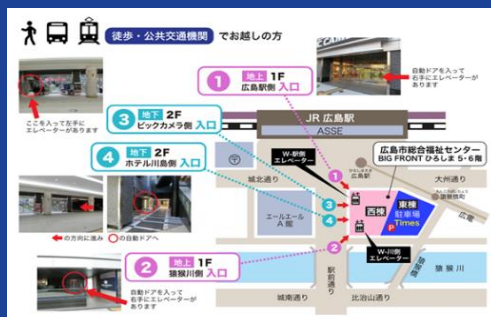 徒歩・公共交通機関 でお越しの方
自動ドアを入って
右手にエレベーターがあります
1 地上 1F
広島駅側 入口
ここを入って左手に
エレベーターがあります
3 地下 2F
ビックカメラ側 入口
4 地下 2F
ホテル川島側 入口
JR 広島駅
ASSE
広島市総合福祉センター
BIG FRONT ひろしま 5・6階
W-駅側
エレベーター
広島駅
城北通り
大州通り
猿猴橋町
広電
1
3
4
2
西棟
東棟
駐車場
Times
P
エールエール
A館
W-川側
エレベーター
の方向に進み
の自動ドアへ
2 地上 1F
猿猴川側 入口
駅前通り
猿猴川
城南通り
比治山通り
自動ドアを入って
右手にエレベーターが
あります